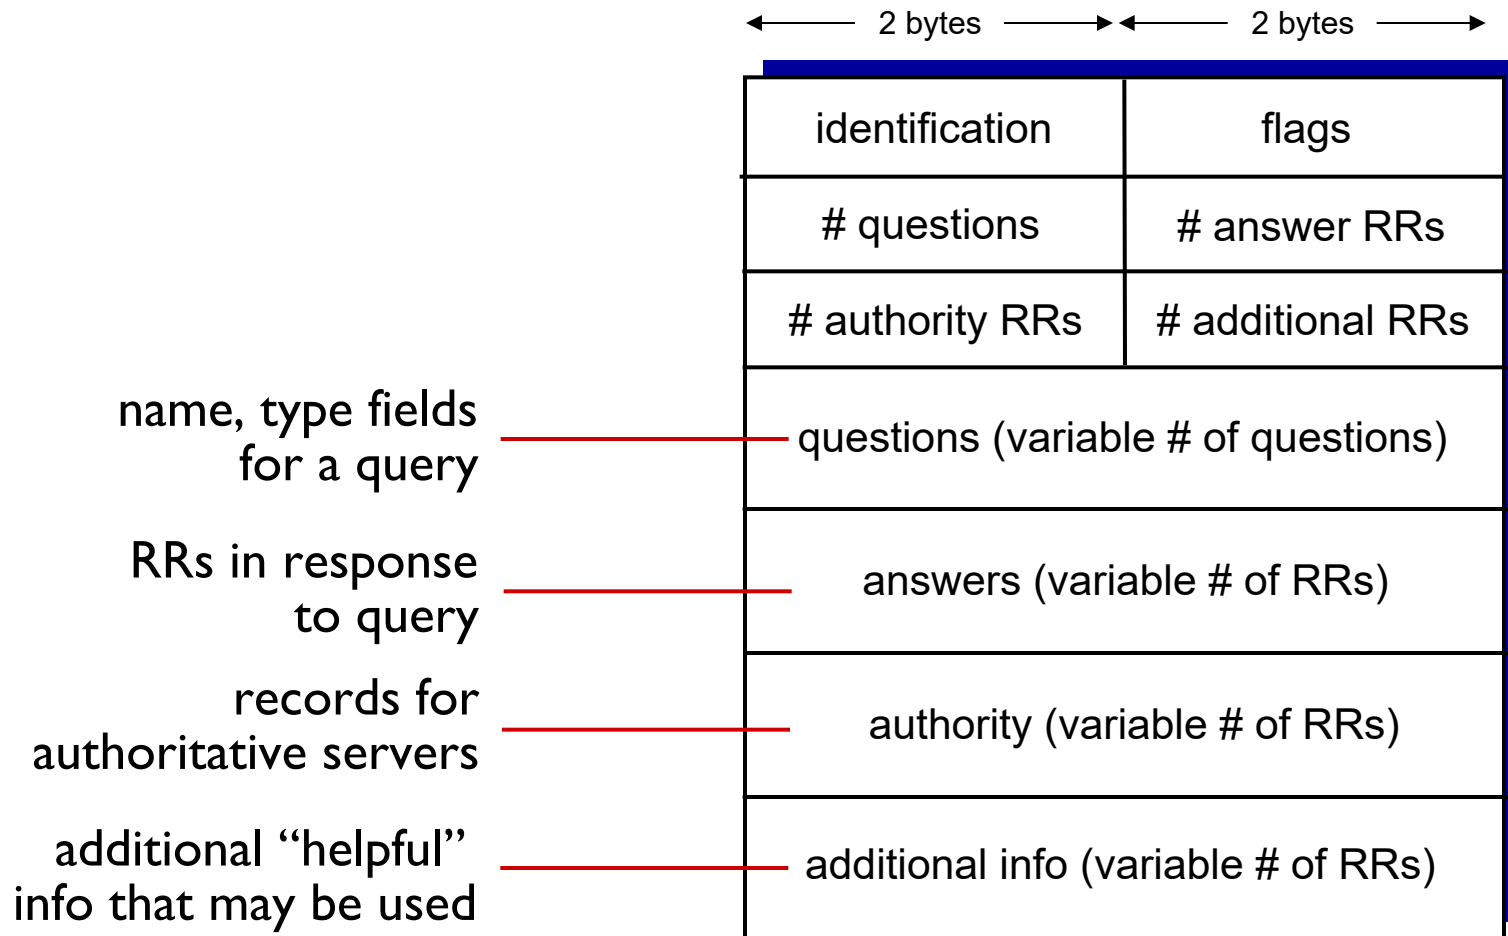 2 bytes 2 bytes
identification flags
# questions # answer RRs
# authority RRs # additional RRs
name, type fields
for a query
questions (variable # of questions)
RRs in response
to query
answers (variable # of RRs)
records for
authoritative servers
authority (variable # of RRs)
additional “helpful”
info that may be used
additional info (variable # of RRs)